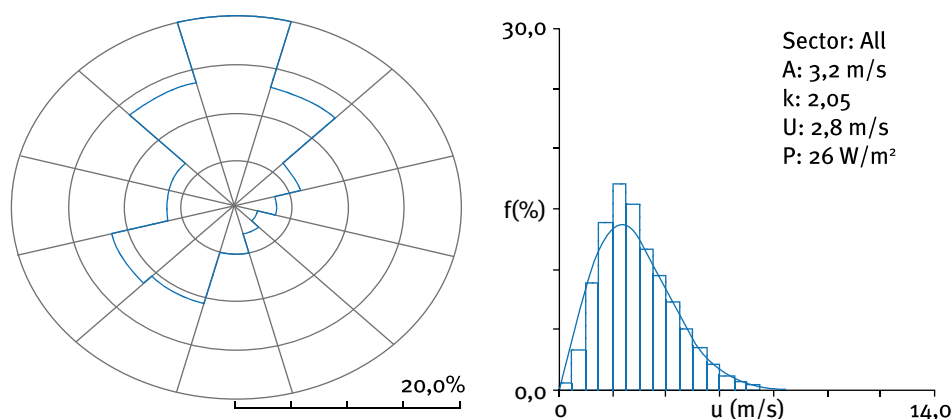 20,0%
30,0
f(%)
0,0
0
u (m/s)
14,0
Sector: All
A: 3,2 m/s
k: 2,05
U: 2,8 m/s
P: 26 W/m²